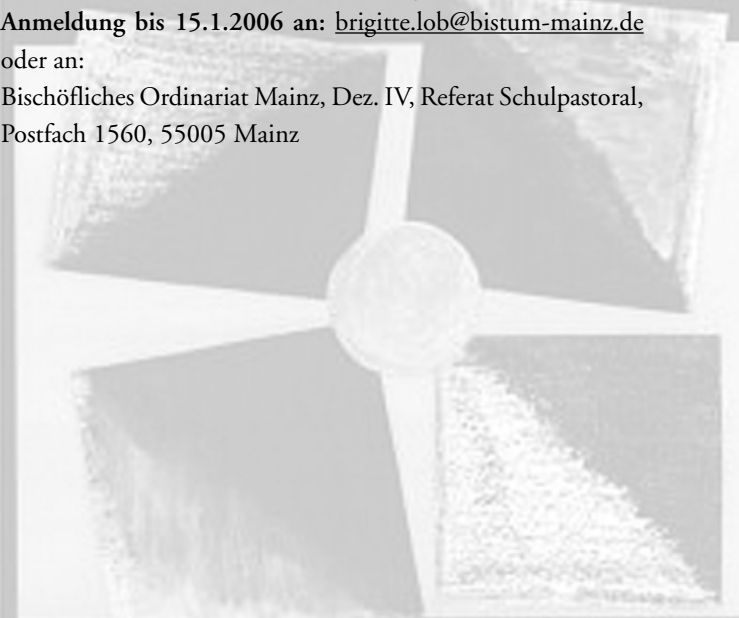 Anmeldung bis 15.1.2006 an: brigitte.lob@bistum-mainz.de
oder an:
Bischöfliches Ordinariat Mainz, Dez. IV, Referat Schulpastoral,
Postfach 1560, 55005 Mainz